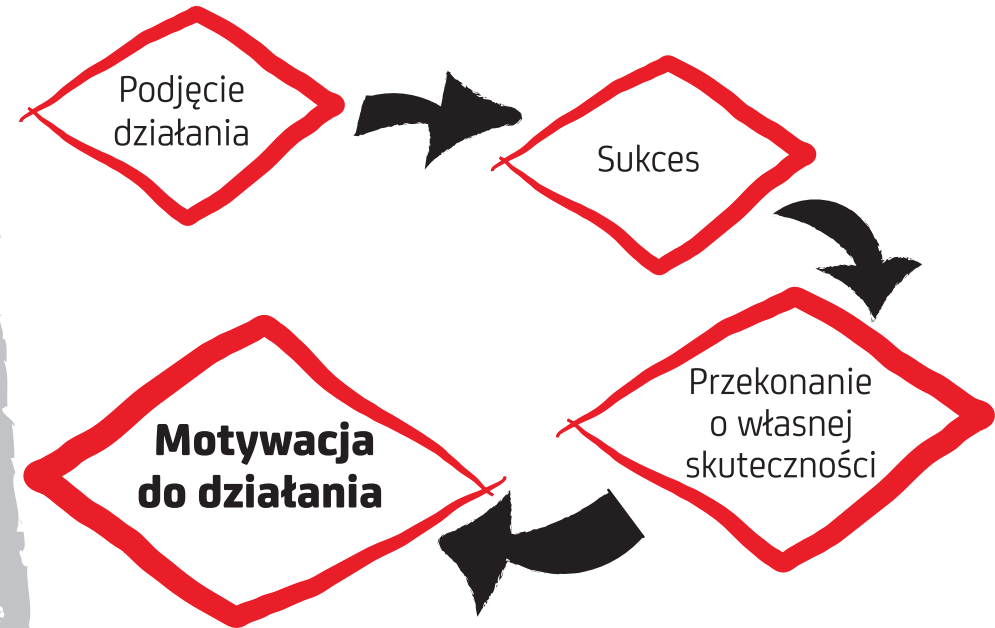 Podjęcie
działania
Sukces
Przekonanie
o własnej
skuteczności
Motywacja
do działania